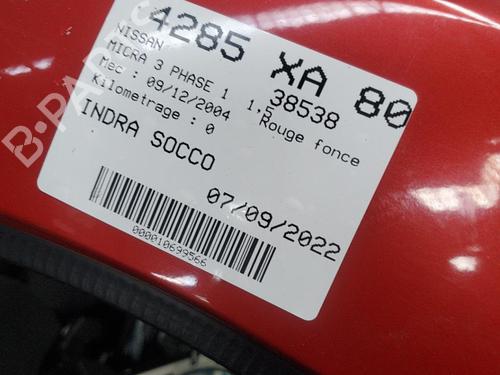 4285 XA 80
NISSAN 38538
MICRA 3 PHASE 1 1.5
Mec : 09/12/2004 Rouge fonce
Kilometrage : 0
INDRA SOCCO
07/09/2022
000010699566
B-PARTS